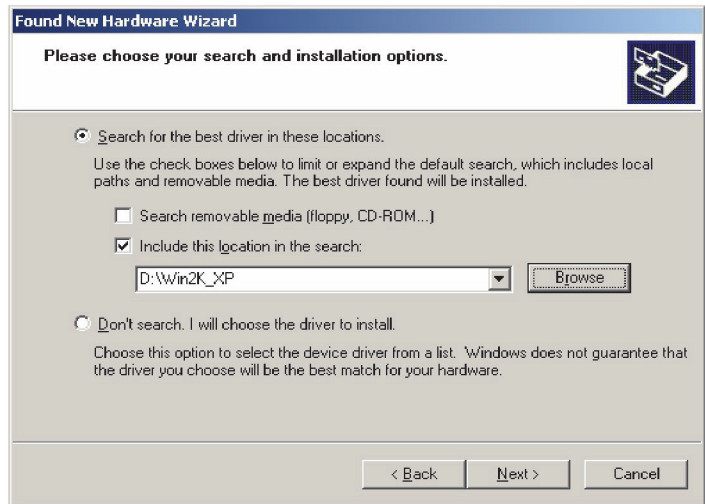 Found New Hardware Wizard
Please choose your search and installation options.
Search for the best driver in these locations.
Use the check boxes below to limit or expand the default search, which includes local
paths and removable media. The best driver found will be installed.
Search removable media (floppy, CD-ROM...)
Include this location in the search:
D:\Win2K_XP
Browse
Don't search. I will choose the driver to install.
Choose this option to select the device driver from a list. Windows does not guarantee that
the driver you choose will be the best match for your hardware.
< Back Next > Cancel